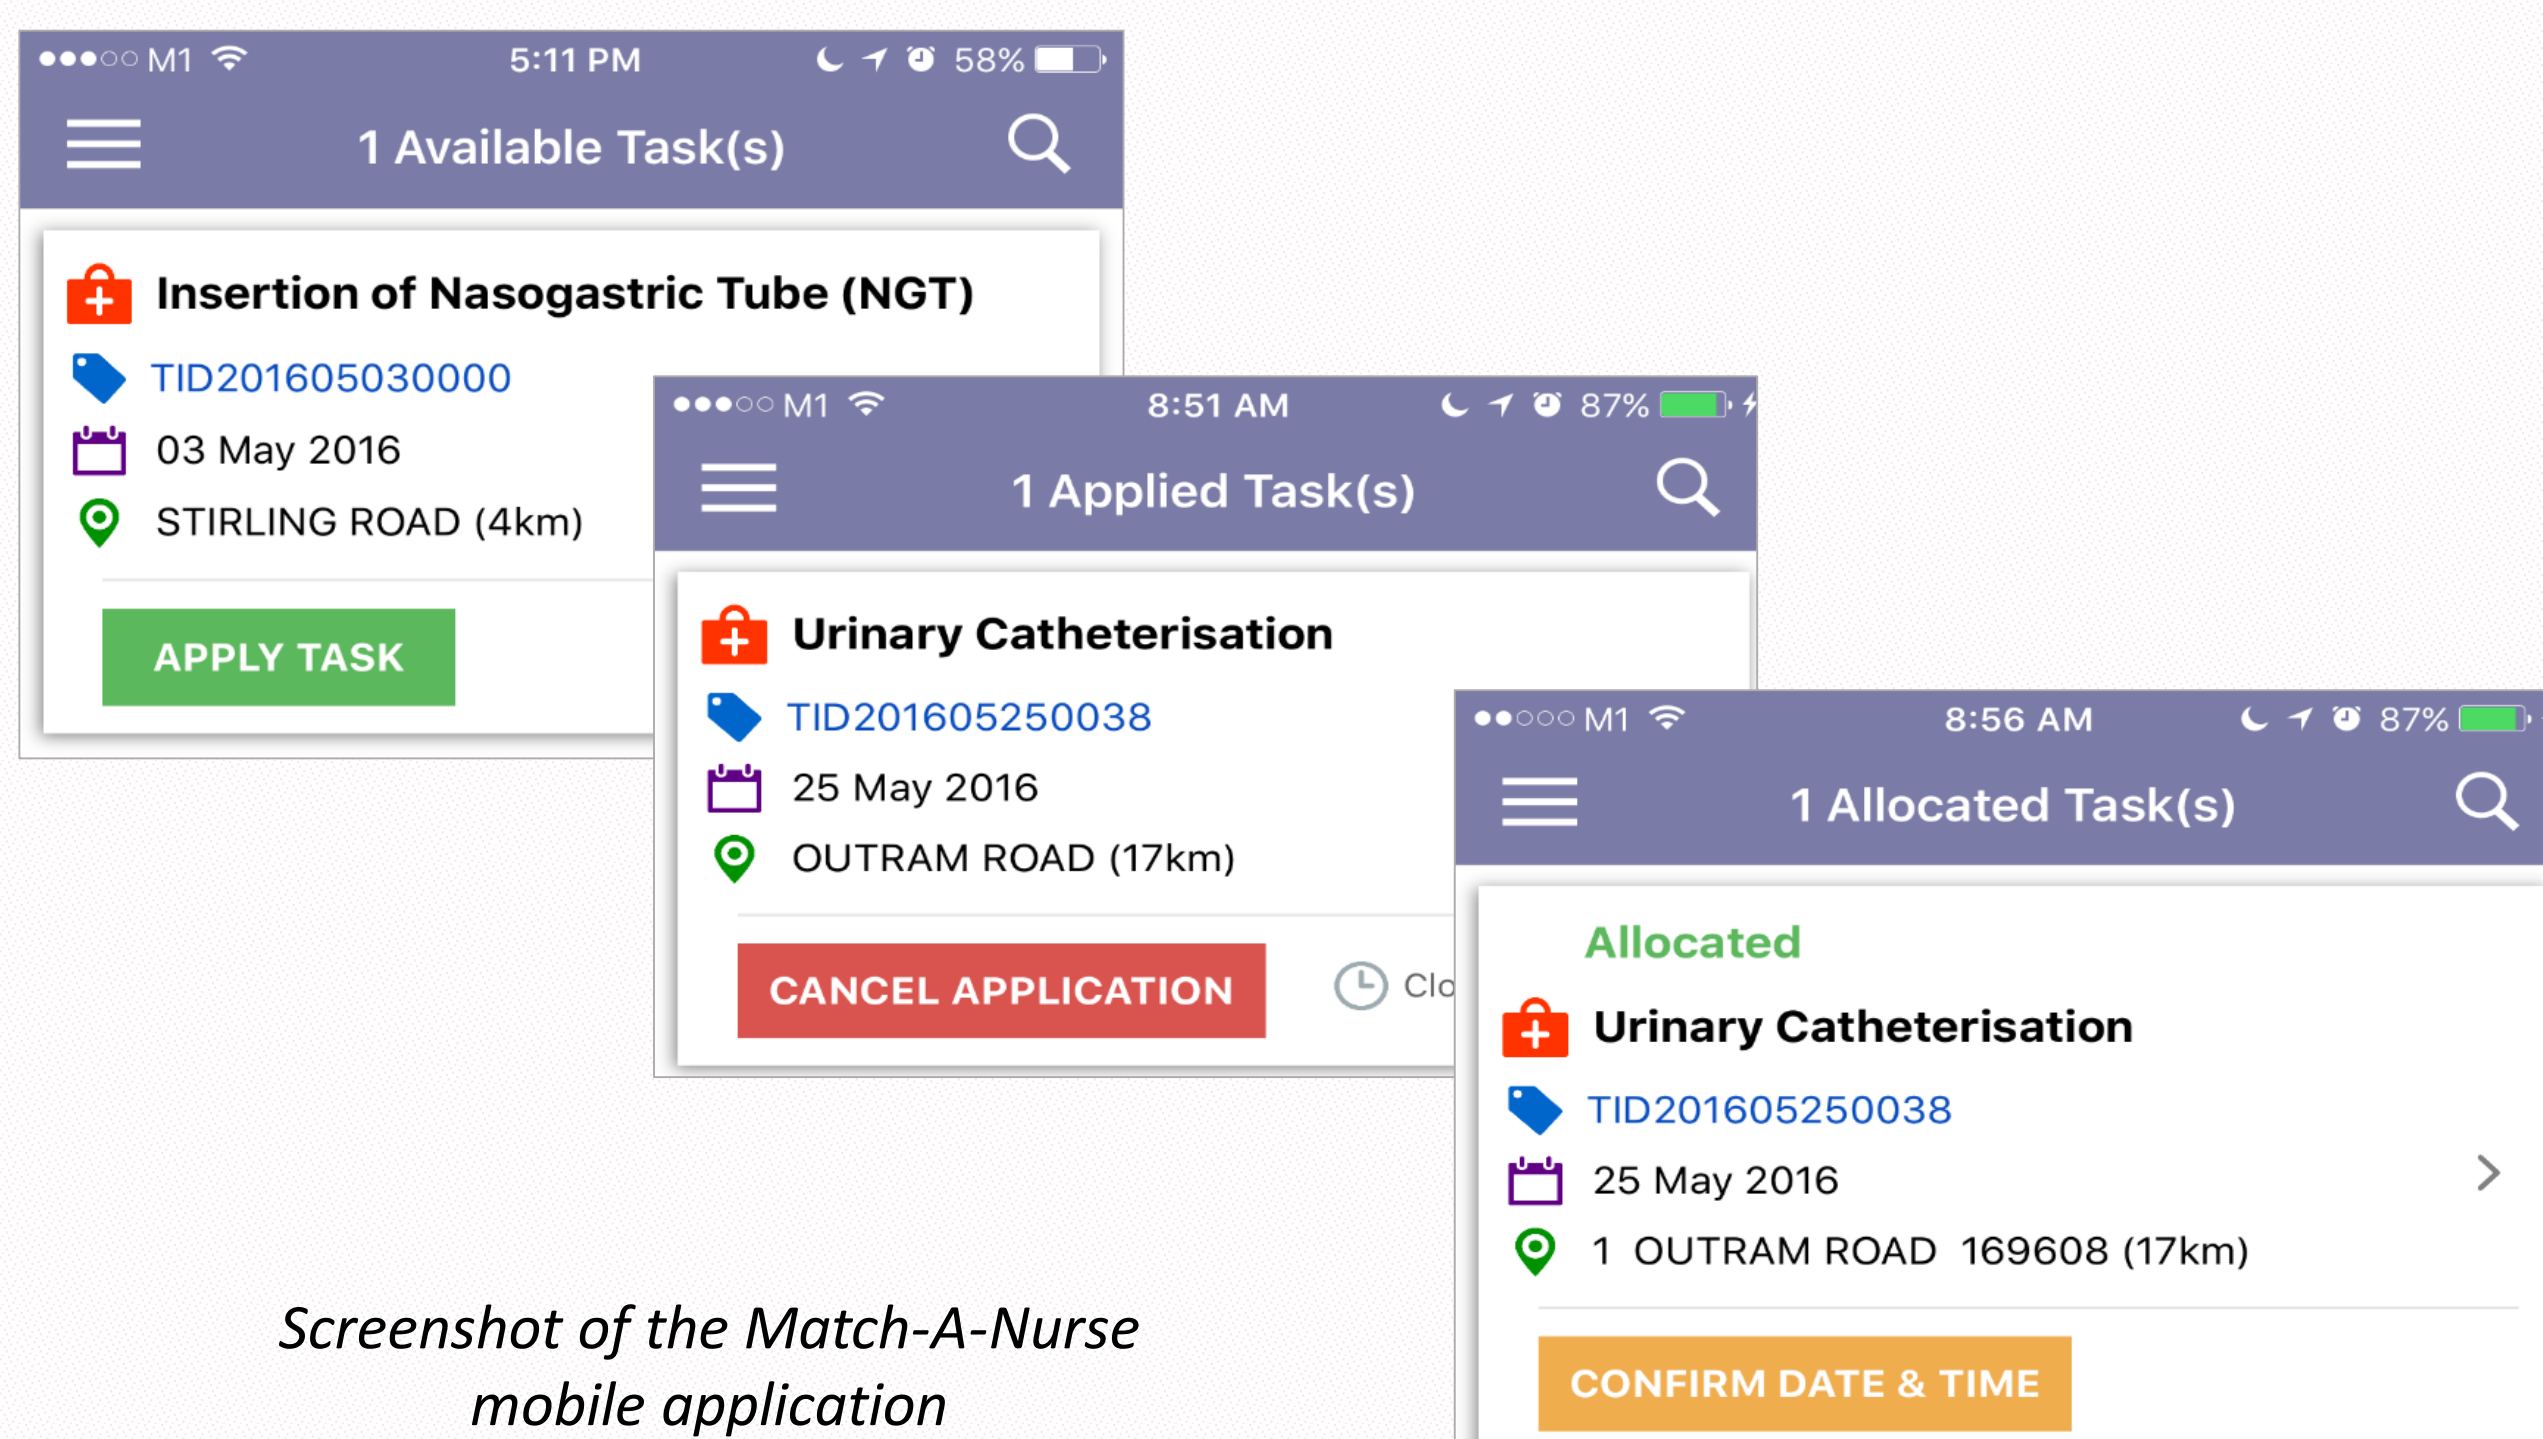 M1 5:11 PM 58%
1 Available Task(s)
Insertion of Nasogastric Tube (NGT)
TID201605030000
03 May 2016
STIRLING ROAD (4km)
APPLY TASK
M1 8:51 AM 87%
1 Applied Task(s)
Urinary Catheterisation
TID201605250038
25 May 2016
OUTRAM ROAD (17km)
CANCEL APPLICATION
M1 8:56 AM 87%
1 Allocated Task(s)
Allocated
Urinary Catheterisation
TID201605250038
25 May 2016
1 OUTRAM ROAD 169608 (17km)
CONFIRM DATE & TIME
Screenshot of the Match-A-Nurse
mobile application